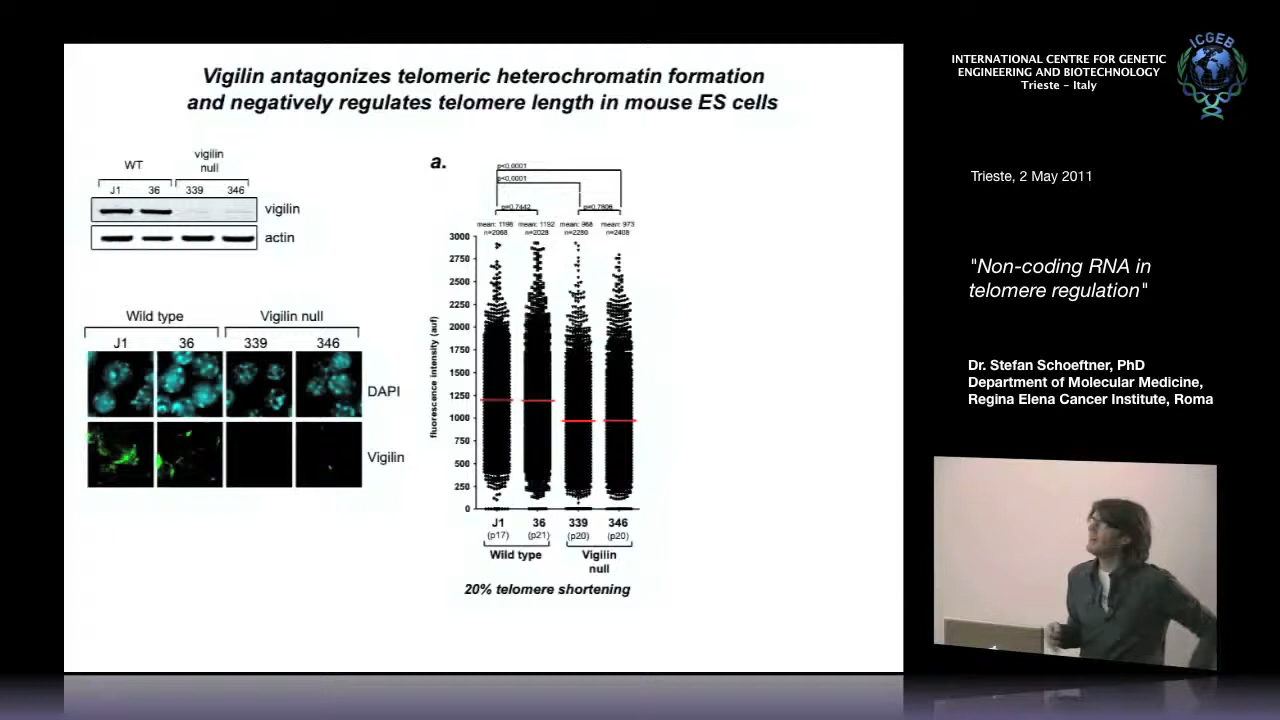 Vigilin antagonizes telomeric heterochromatin formation
and negatively regulates telomere length in mouse ES cells
WT
vigilin
null
J1 36 339 346
vigilin
actin
Wild type Vigilin null
J1 36 339 346
DAPI
Vigilin
a.
p<0,0001
p<0,0001
p=0,7442 p=0,7806
mean: 1196 mean: 1192 mean: 968 mean: 973
n=2068 n=2028 n=2280 n=2408
fluorescence intensity (auf)
3000
2750
2500
2250
2000
1750
1500
1250
1000
750
500
250
0
J1 36 339 346
(p17) (p21) (p20) (p20)
Wild type Vigilin
null
20% telomere shortening
ICGEB
INTERNATIONAL CENTRE FOR GENETIC
ENGINEERING AND BIOTECHNOLOGY
Trieste - Italy
Trieste, 2 May 2011
"Non-coding RNA in
telomere regulation"
Dr. Stefan Schoeftner, PhD
Department of Molecular Medicine,
Regina Elena Cancer Institute, Roma